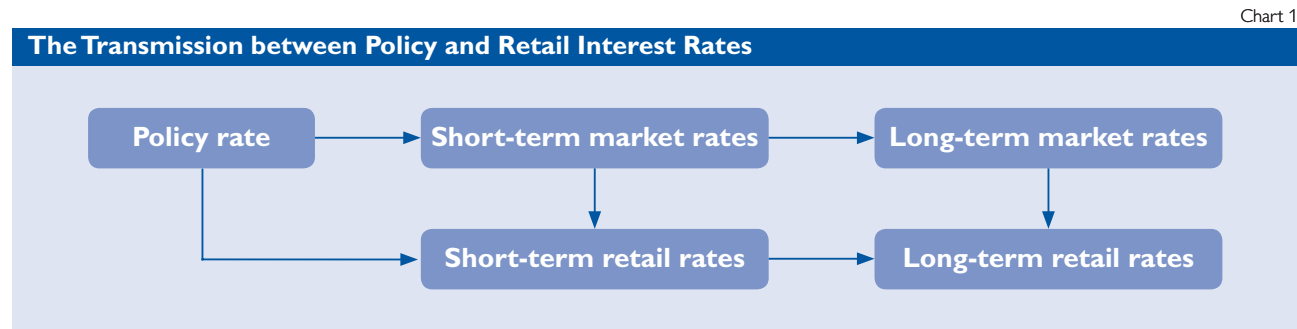 Chart 1
The Transmission between Policy and Retail Interest Rates
Policy rate
Short-term market rates
Long-term market rates
Short-term retail rates
Long-term retail rates